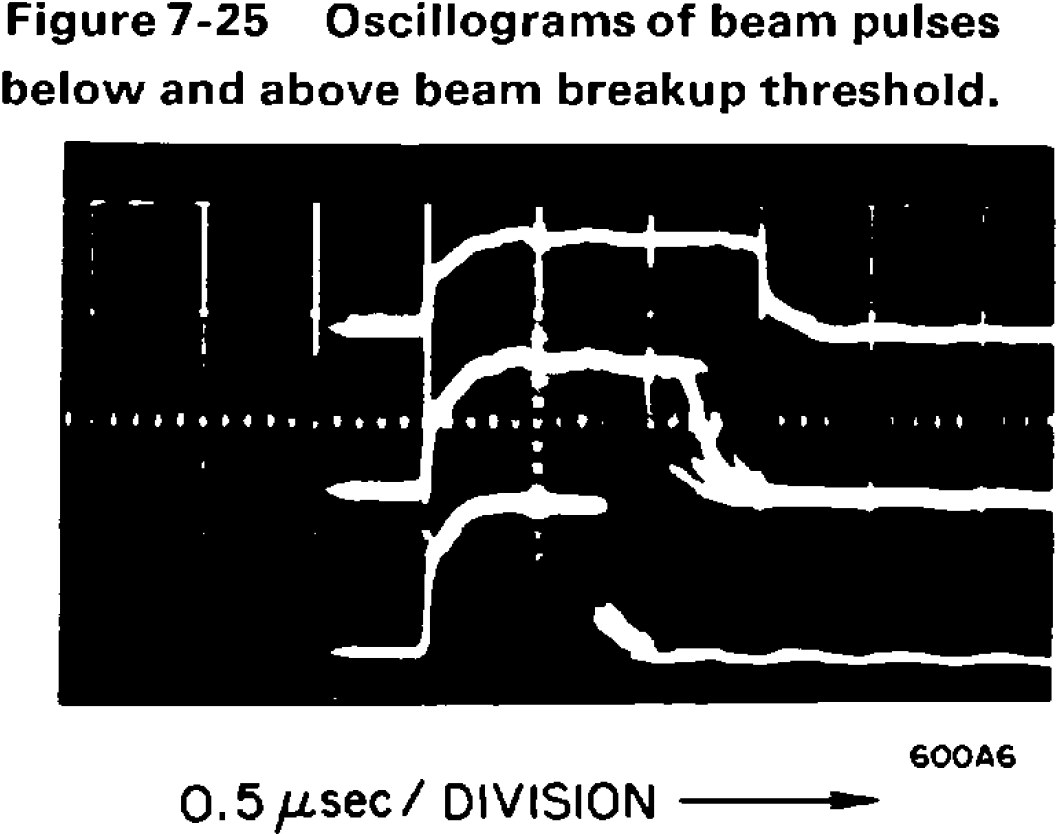 Figure 7-25 Oscillograms of beam pulses
below and above beam breakup threshold.
600A6
0.5 μsec / DIVISION